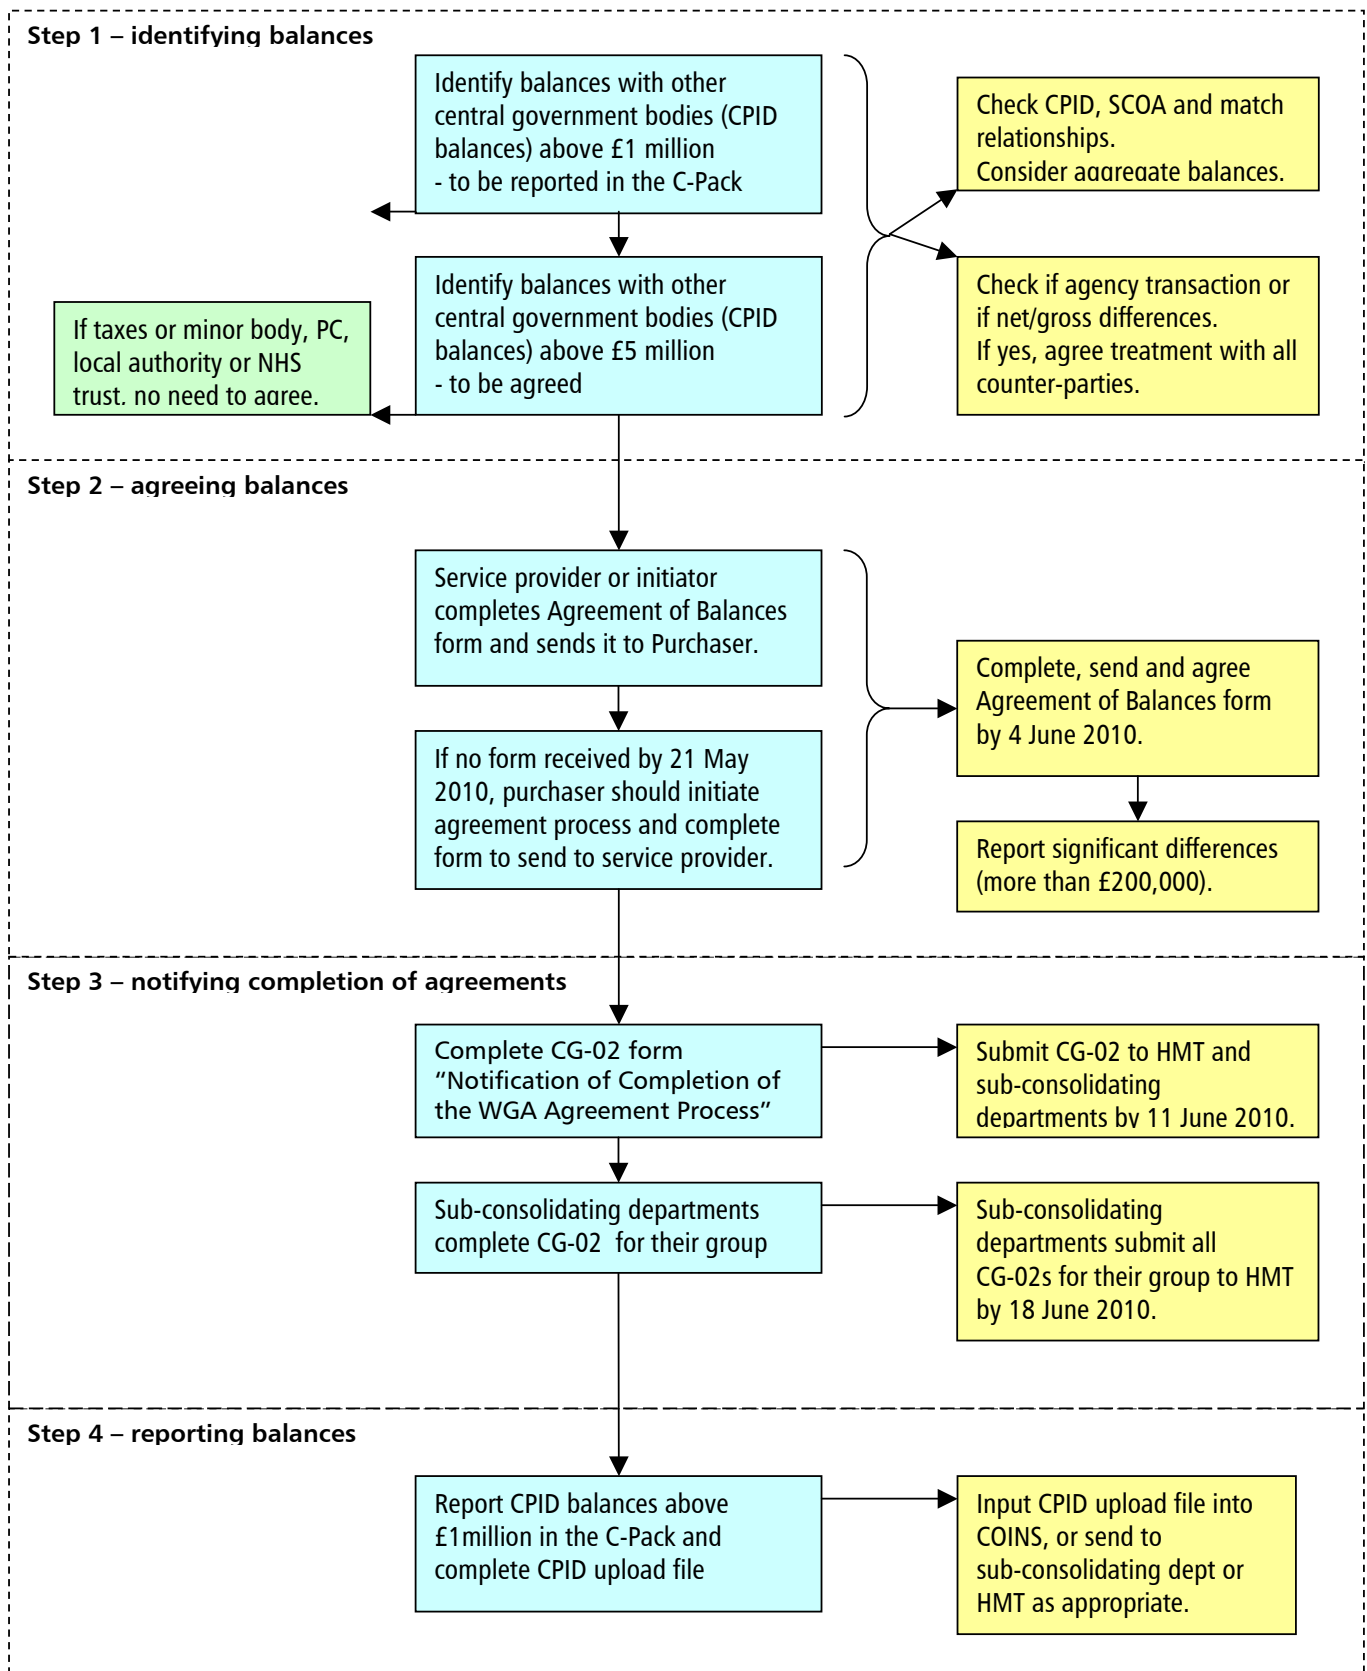 Step 1 – identifying balances
Identify balances with other
central government bodies (CPID
balances) above £1 million
- to be reported in the C-Pack
Check CPID, SCOA and match
relationships.
Consider aggregate balances.
Identify balances with other
central government bodies (CPID
balances) above £5 million
- to be agreed
Check if agency transaction or
if net/gross differences.
If yes, agree treatment with all
counter-parties.
If taxes or minor body, PC,
local authority or NHS
trust, no need to agree.
Step 2 – agreeing balances
Service provider or initiator
completes Agreement of Balances
form and sends it to Purchaser.
If no form received by 21 May
2010, purchaser should initiate
agreement process and complete
form to send to service provider.
Complete, send and agree
Agreement of Balances form
by 4 June 2010.
Report significant differences
(more than £200,000).
Step 3 – notifying completion of agreements
Complete CG-02 form
“Notification of Completion of
the WGA Agreement Process”
Submit CG-02 to HMT and
sub-consolidating
departments by 11 June 2010.
Sub-consolidating departments
complete CG-02 for their group
Sub-consolidating
departments submit all
CG-02s for their group to HMT
by 18 June 2010.
Step 4 – reporting balances
Report CPID balances above
£1million in the C-Pack and
complete CPID upload file
Input CPID upload file into
COINS, or send to
sub-consolidating dept or
HMT as appropriate.